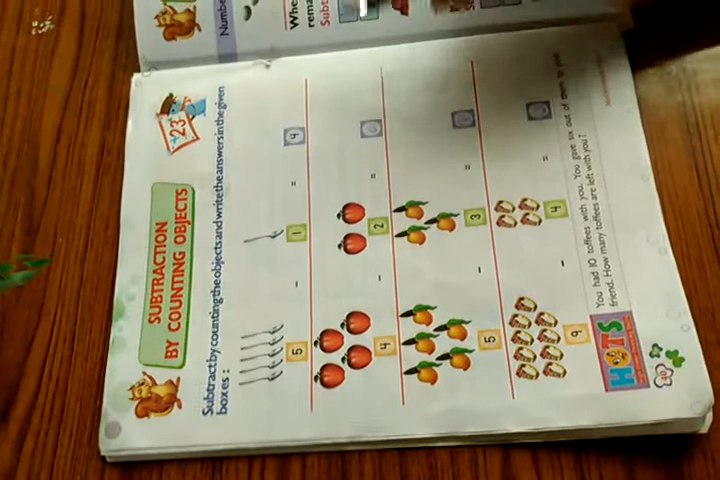 +23
SUBTRACTION
BY COUNTING OBJECTS
Subtract by counting the objects and write the answers in the given
boxes :
5 - 1 = 4
4 - 2 =
5 - 3 =
9 - 4 =
HOTS
You had 10 toffees with you. You give six out of them to your
friend. How many toffees are left with you?
40
Number
Whe
rema
Subt